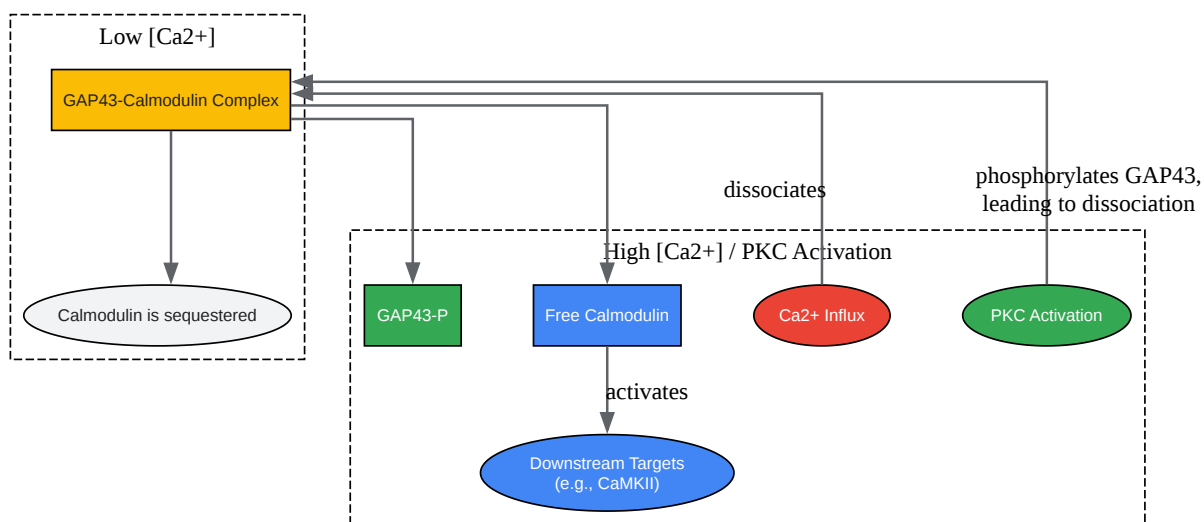 Low [Ca2+]
GAP43-Calmodulin Complex
dissociates
phosphorylates GAP43,
leading to dissociation
High [Ca2+] / PKC Activation
Calmodulin is sequestered
GAP43-P
Free Calmodulin
Ca2+ Influx
PKC Activation
activates
Downstream Targets
(e.g., CaMKII)